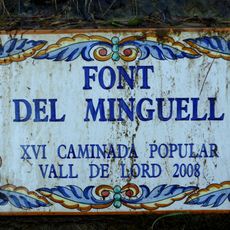 FONT
DEL MINGUELL
XVI CAMINADA POPULAR
VALL DE LORD 2008